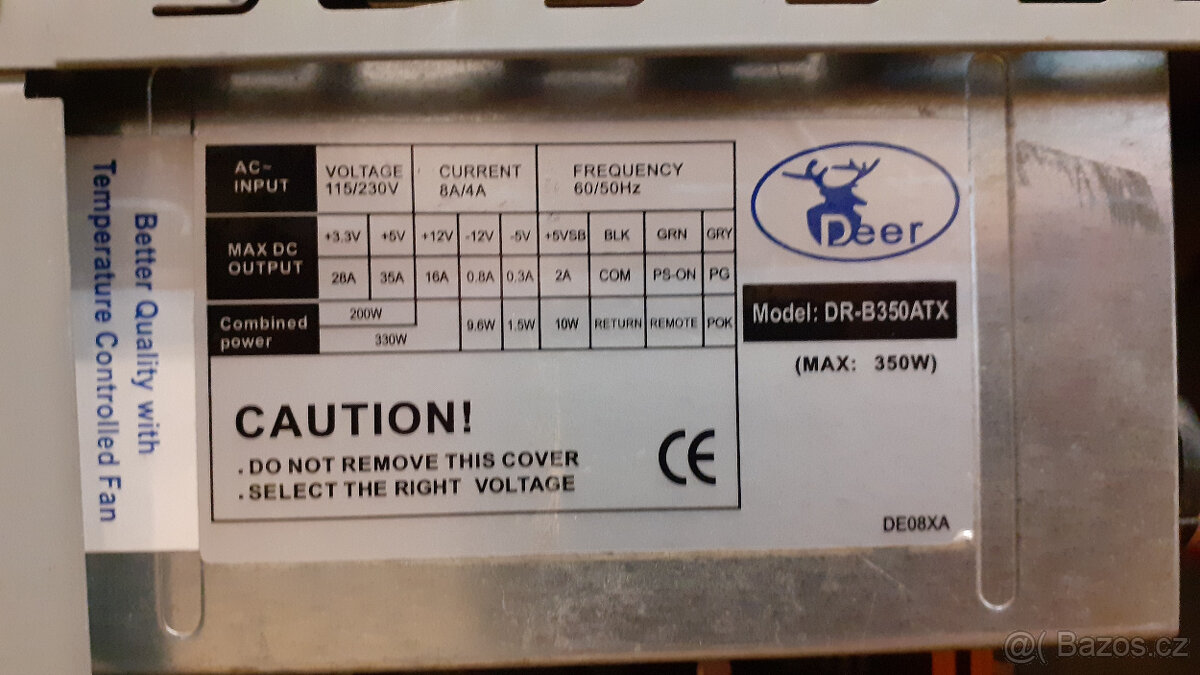 Better Quality with
Temperature Controlled Fan
AC-INPUT VOLTAGE 115/230V CURRENT 8A/4A FREQUENCY 60/50Hz
MAX DC OUTPUT +3.3V +5V +12V -12V -5V +5VSB BLK GRN GRY
28A 35A 16A 0.8A 0.3A 2A COM PS-ON PG
Combined power 200W 330W 9.6W 1.5W 10W RETURN REMOTE POK
CAUTION!
.DO NOT REMOVE THIS COVER
.SELECT THE RIGHT VOLTAGE
CE
Deer
Model: DR-B350ATX
(MAX: 350W)
DE08XA
@( Bazos.cz